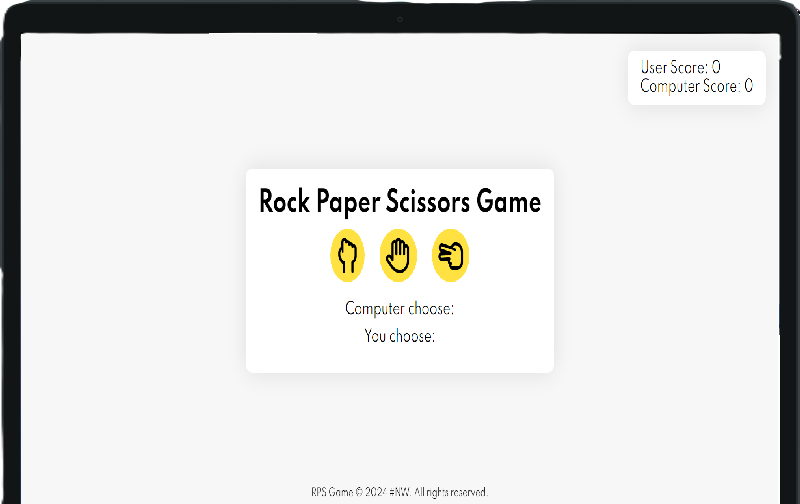 User Score: 0
Computer Score: 0
Rock Paper Scissors Game
Computer choose:
You choose:
RPS Game © 2024 #NW. All rights reserved.